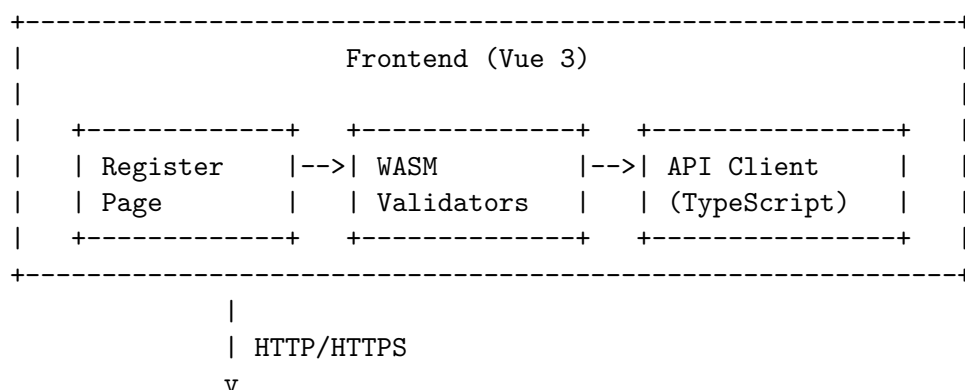 +-------------------------------------------------------------+
|                     Frontend (Vue 3)                        |
|                                                             |
|   +-------------+   +--------------+   +----------------+   |
|   | Register    |-->| WASM         |-->| API Client     |   |
|   | Page        |   | Validators   |   | (TypeScript)   |   |
|   +-------------+   +--------------+   +----------------+   |
+-------------------------------------------------------------+
              |
              | HTTP/HTTPS
              v